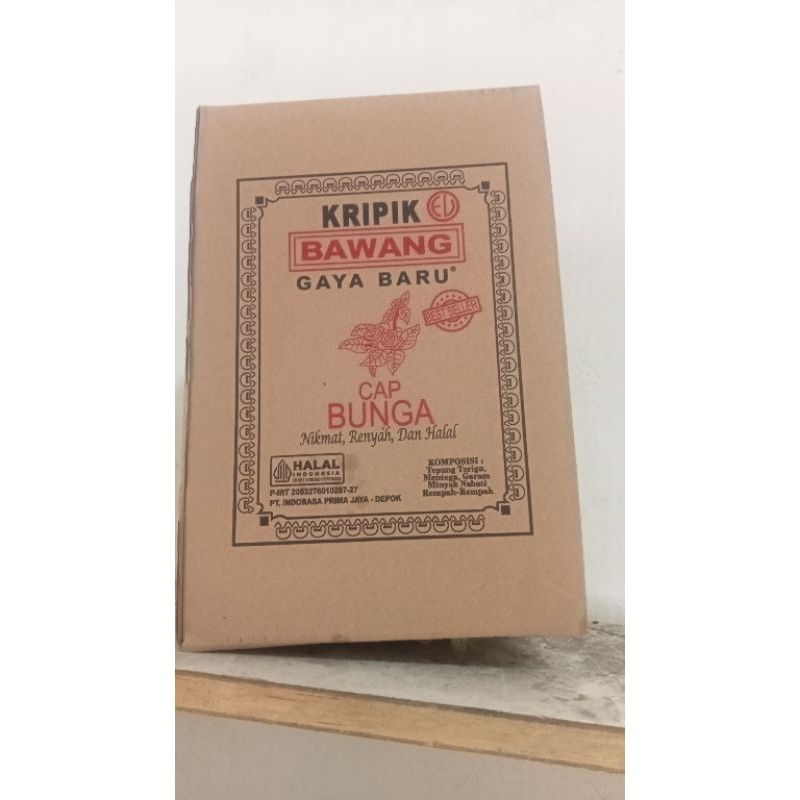 KRIPIK
BAWANG
GAYA BARU®
BEST SELLER
CAP
BUNGA
Nikmat, Renyah, Dan Halal
HALAL
INDONESIA
P-IRT 2053276010287-27
PT. INDORASA PRIMA JAYA - DEPOK
KOMPOSISI :
Tepung Terigu,
Mentega, Garam
Minyak Nabati
Rempah-Rempah